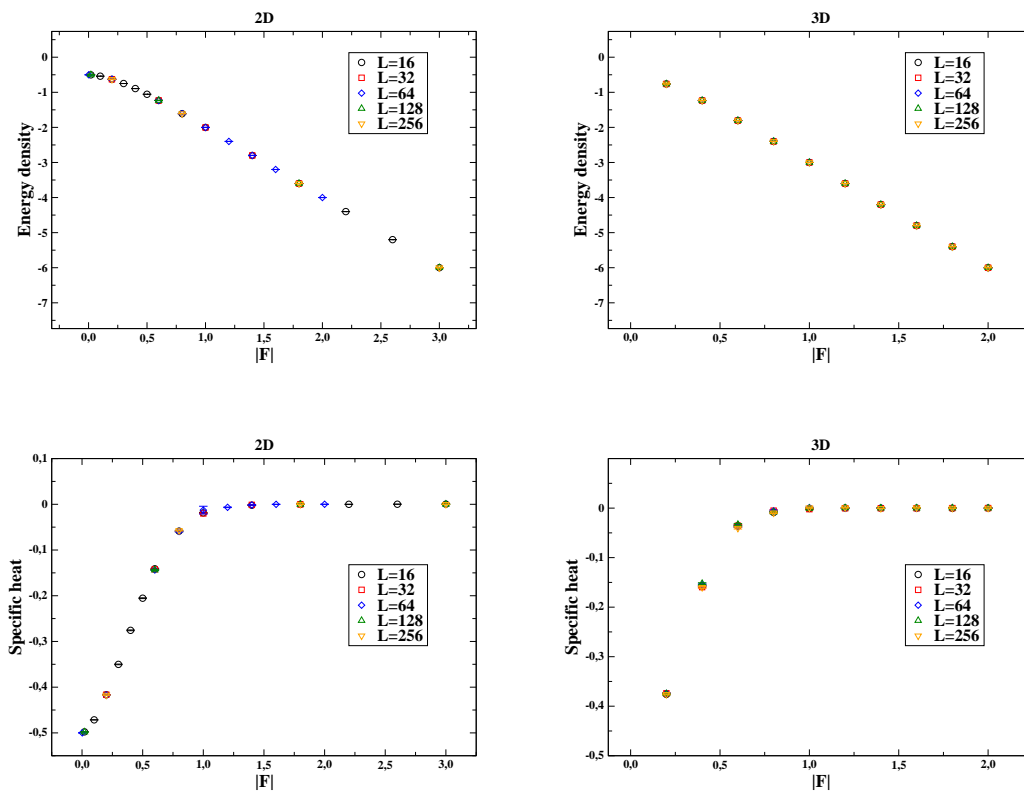 2D
0
-1
-2
-3
-4
-5
-6
-7
Energy density
0,0 0,5 1,0 1,5 2,0 2,5 3,0
|F|
L=16
L=32
L=64
L=128
L=256
3D
0
-1
-2
-3
-4
-5
-6
-7
Energy density
0,0 0,5 1,0 1,5 2,0
|F|
L=16
L=32
L=64
L=128
L=256
2D
0,1
0
-0,1
-0,2
-0,3
-0,4
-0,5
Specific heat
0,0 0,5 1,0 1,5 2,0 2,5 3,0
|F|
L=16
L=32
L=64
L=128
L=256
3D
0
-0,1
-0,2
-0,3
-0,4
-0,5
Specific heat
0,0 0,5 1,0 1,5 2,0
|F|
L=16
L=32
L=64
L=128
L=256